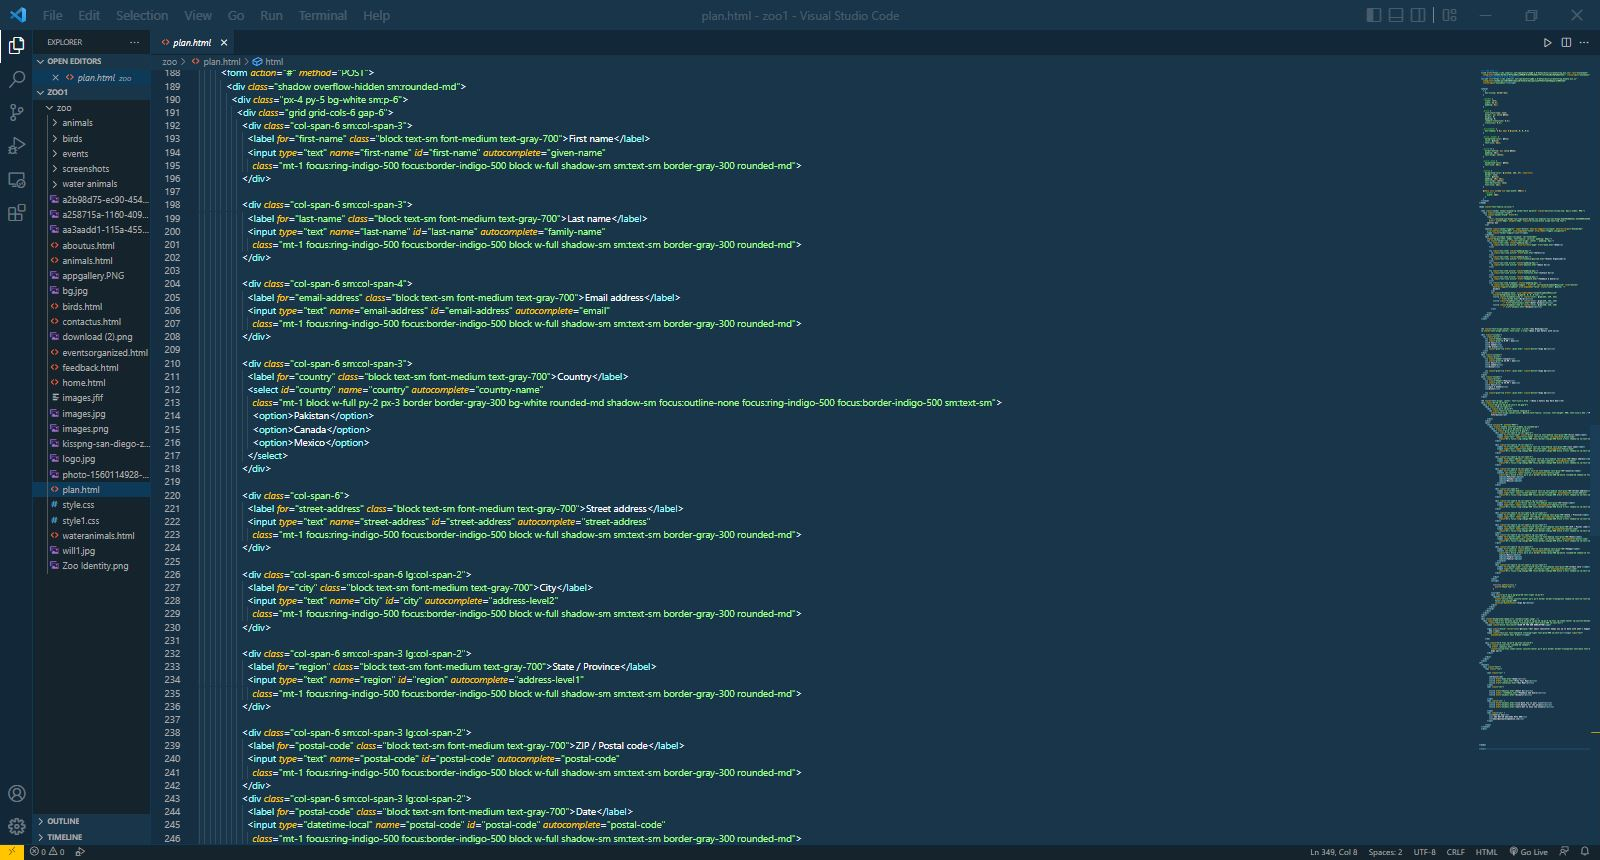 File Edit Selection View Go Run Terminal Help
plan.html - zoo1 - Visual Studio Code
EXPLORER
OPEN EDITORS
plan.html zoo
ZOO1
zoo
animals
birds
events
screenshots
water animals
a2b98d75-ec90-454...
a258715a-1160-409...
aa3aadd1-115a-455...
aboutus.html
animals.html
appgallery.PNG
bg.jpg
birds.html
contactus.html
download (2).png
eventsorganized.html
feedback.html
home.html
images.jfif
images.jpg
images.png
kisspng-san-diego-z...
logo.jpg
photo-1560114928-...
plan.html
style.css
style1.css
wateranimals.html
will1.jpg
Zoo Identity.png
OUTLINE
TIMELINE
plan.html
zoo > plan.html > html
188 <form action="#" method="POST">
189 <div class="shadow overflow-hidden sm:rounded-md">
190 <div class="px-4 py-5 bg-white sm:p-6">
191 <div class="grid grid-cols-6 gap-6">
192 <div class="col-span-6 sm:col-span-3">
193 <label for="first-name" class="block text-sm font-medium text-gray-700">First name</label>
194 <input type="text" name="first-name" id="first-name" autocomplete="given-name"
195 class="mt-1 focus:ring-indigo-500 focus:border-indigo-500 block w-full shadow-sm sm:text-sm border-gray-300 rounded-md">
196 </div>
197
198 <div class="col-span-6 sm:col-span-3">
199 <label for="last-name" class="block text-sm font-medium text-gray-700">Last name</label>
200 <input type="text" name="last-name" id="last-name" autocomplete="family-name"
201 class="mt-1 focus:ring-indigo-500 focus:border-indigo-500 block w-full shadow-sm sm:text-sm border-gray-300 rounded-md">
202 </div>
203
204 <div class="col-span-6 sm:col-span-4">
205 <label for="email-address" class="block text-sm font-medium text-gray-700">Email address</label>
206 <input type="text" name="email-address" id="email-address" autocomplete="email"
207 class="mt-1 focus:ring-indigo-500 focus:border-indigo-500 block w-full shadow-sm sm:text-sm border-gray-300 rounded-md">
208 </div>
209
210 <div class="col-span-6 sm:col-span-3">
211 <label for="country" class="block text-sm font-medium text-gray-700">Country</label>
212 <select id="country" name="country" autocomplete="country-name"
213 class="mt-1 block w-full py-2 px-3 border border-gray-300 bg-white rounded-md shadow-sm focus:outline-none focus:ring-indigo-500 focus:border-indigo-500 sm:text-sm">
214 <option>Pakistan</option>
215 <option>Canada</option>
216 <option>Mexico</option>
217 </select>
218 </div>
219
220 <div class="col-span-6">
221 <label for="street-address" class="block text-sm font-medium text-gray-700">Street address</label>
222 <input type="text" name="street-address" id="street-address" autocomplete="street-address"
223 class="mt-1 focus:ring-indigo-500 focus:border-indigo-500 block w-full shadow-sm sm:text-sm border-gray-300 rounded-md">
224 </div>
225
226 <div class="col-span-6 sm:col-span-6 lg:col-span-2">
227 <label for="city" class="block text-sm font-medium text-gray-700">City</label>
228 <input type="text" name="city" id="city" autocomplete="address-level2"
229 class="mt-1 focus:ring-indigo-500 focus:border-indigo-500 block w-full shadow-sm sm:text-sm border-gray-300 rounded-md">
230 </div>
231
232 <div class="col-span-6 sm:col-span-3 lg:col-span-2">
233 <label for="region" class="block text-sm font-medium text-gray-700">State / Province</label>
234 <input type="text" name="region" id="region" autocomplete="address-level1"
235 class="mt-1 focus:ring-indigo-500 focus:border-indigo-500 block w-full shadow-sm sm:text-sm border-gray-300 rounded-md">
236 </div>
237
238 <div class="col-span-6 sm:col-span-3 lg:col-span-2">
239 <label for="postal-code" class="block text-sm font-medium text-gray-700">ZIP / Postal code</label>
240 <input type="text" name="postal-code" id="postal-code" autocomplete="postal-code"
241 class="mt-1 focus:ring-indigo-500 focus:border-indigo-500 block w-full shadow-sm sm:text-sm border-gray-300 rounded-md">
242 </div>
243 <div class="col-span-6 sm:col-span-3 lg:col-span-2">
244 <label for="postal-code" class="block text-sm font-medium text-gray-700">Date</label>
245 <input type="datetime-local" name="postal-code" id="postal-code" autocomplete="postal-code"
246 class="mt-1 focus:ring-indigo-500 focus:border-indigo-500 block w-full shadow-sm sm:text-sm border-gray-300 rounded-md">
0 0 Ln 349, Col 8 Spaces: 2 UTF-8 CRLF HTML Go Live